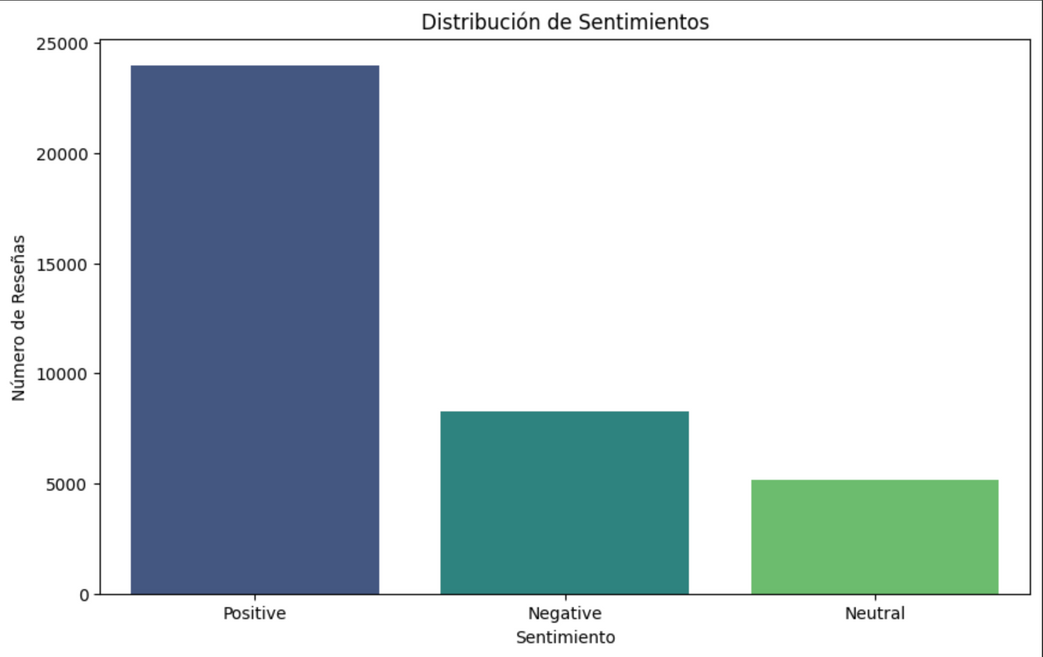 Distribución de Sentimientos
25000
20000
15000
10000
5000
0
Número de Reseñas
Positive
Negative
Neutral
Sentimiento